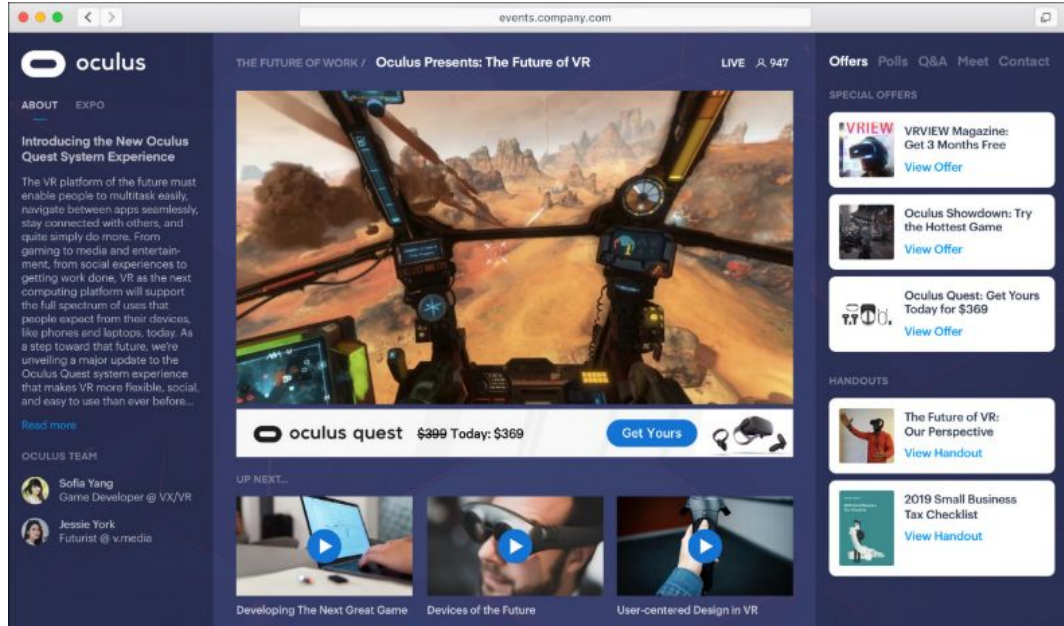 events.company.com
oculus
ABOUT EXPO
Introducing the New Oculus
Quest System Experience
The VR platform of the future must
enable people to multitask easily,
navigate between apps seamlessly,
stay connected with others, and
quite simply do more. From
gaming to media and entertain-
ment, from social experiences to
getting work done, VR as the next
computing platform will support
the full spectrum of uses that
people expect from their devices,
like phones and laptops, today. As
a step toward that future, we're
unveiling a major update to the
Oculus Quest system experience
that makes VR more flexible, social,
and easy to use than ever before...
Read more
OCULUS TEAM
Sofia Yang
Game Developer @ VX/VR
Jessie York
Futurist @ v.media
THE FUTURE OF WORK / Oculus Presents: The Future of VR LIVE 947
oculus quest $399 Today: $369 Get Yours
UP NEXT...
Developing The Next Great Game
Devices of the Future
User-centered Design in VR
Offers Polls Q&A Meet Contact
SPECIAL OFFERS
VRIEW
VRVIEW Magazine:
Get 3 Months Free
View Offer
Oculus Showdown: Try
the Hottest Game
View Offer
Oculus Quest: Get Yours
Today for $369
View Offer
HANDOUTS
The Future of VR:
Our Perspective
View Handout
2019 Small Business
Tax Checklist
View Handout